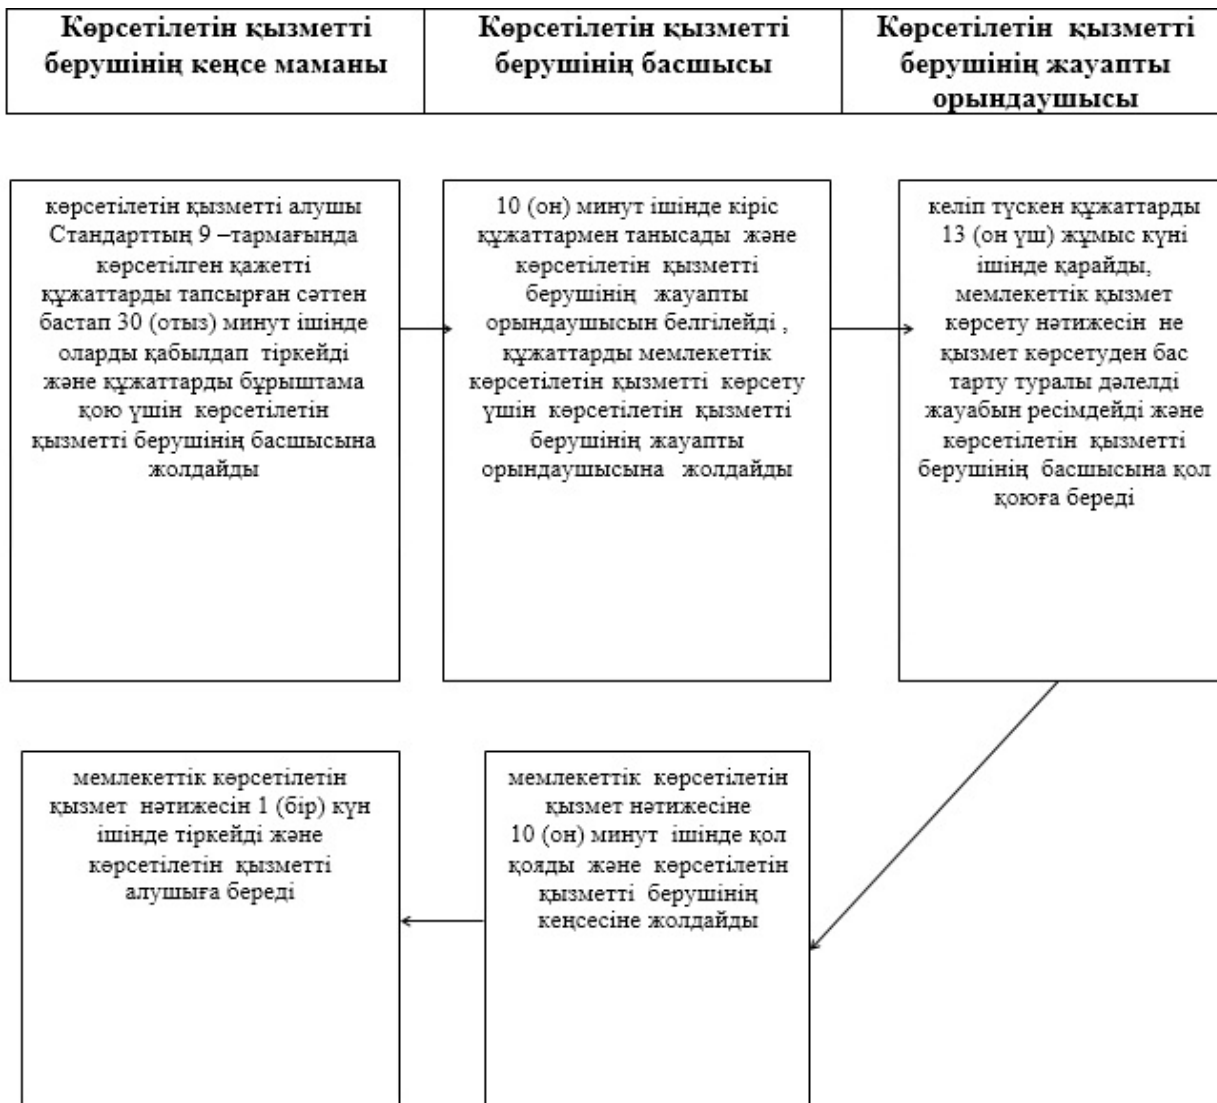 Көрсетілетін қызметті
берушінің кеңсе маманы
Көрсетілетін қызметті
берушінің басшысы
Көрсетілетін қызметті
берушінің жауапты
орындаушысы
көрсетілетін қызметті алушы
Стандарттың 9 –тармағында
көрсетілген қажетті
құжаттарды тапсырған сәттен
бастап 30 (отыз) минут ішінде
оларды қабылдап тіркейді
және құжаттарды бұрыштама
қою үшін көрсетілетін
қызметті берушінің басшысына
жолдайды
10 (он) минут ішінде кіріс
құжаттармен танысады және
көрсетілетін қызметті
берушінің жауапты
орындаушысын белгілейді ,
құжаттарды мемлекеттік
көрсетілетін қызметті көрсету
үшін көрсетілетін қызметті
берушінің жауапты
орындаушысына жолдайды
келіп түскен құжаттарды
13 (он үш) жұмыс күні
ішінде қарайды,
мемлекеттік қызмет
көрсету нәтижесін не
қызмет көрсетуден бас
тарту туралы дәлелді
жауабын ресімдейді және
көрсетілетін қызметті
берушінің басшысына қол
қоюға береді
мемлекеттік көрсетілетін
қызмет нәтижесін 1 (бір) күн
ішінде тіркейді және
көрсетілетін қызметті
алушыға береді
мемлекеттік көрсетілетін
қызмет нәтижесіне
10 (он) минут ішінде қол
қояды және көрсетілетін
қызметті берушінің
кеңсесіне жолдайды